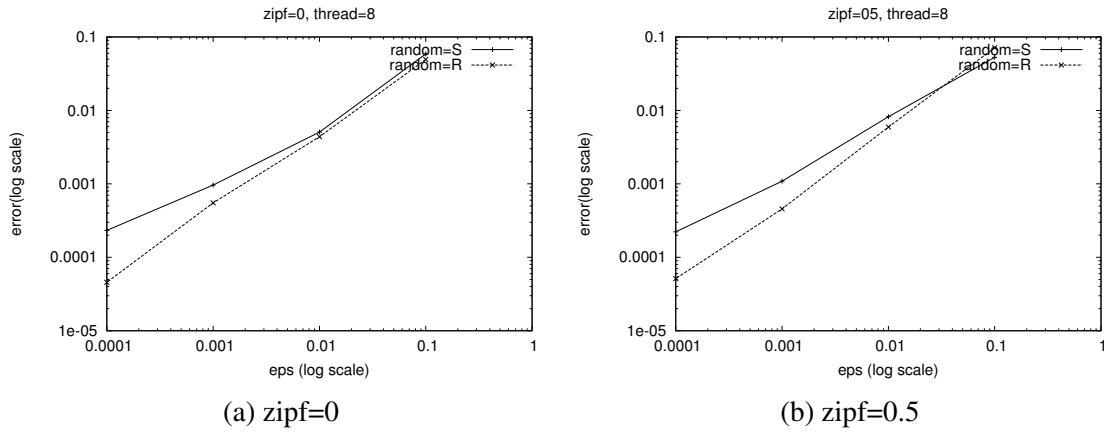 zipf=0, thread=8
0.1
random=S
random=R
0.01
0.001
0.0001
1e-05
error(log scale)
0.0001 0.001 0.01 0.1 1
eps (log scale)
(a) zipf=0
zipf=05, thread=8
0.1
random=S
random=R
0.01
0.001
0.0001
1e-05
error(log scale)
0.0001 0.001 0.01 0.1 1
eps (log scale)
(b) zipf=0.5